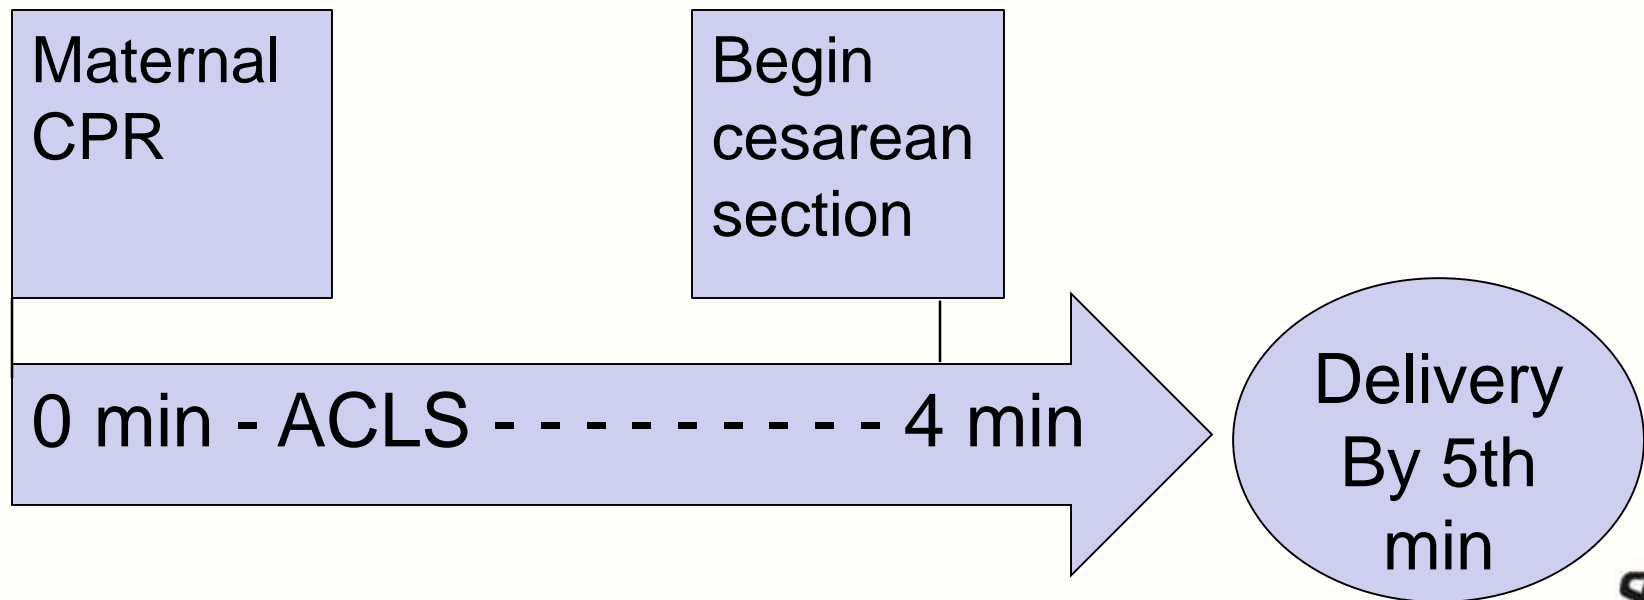 Maternal
CPR
Begin
cesarean
section
0 min - ACLS - - - - - - - - - 4 min
Delivery
By 5th
min